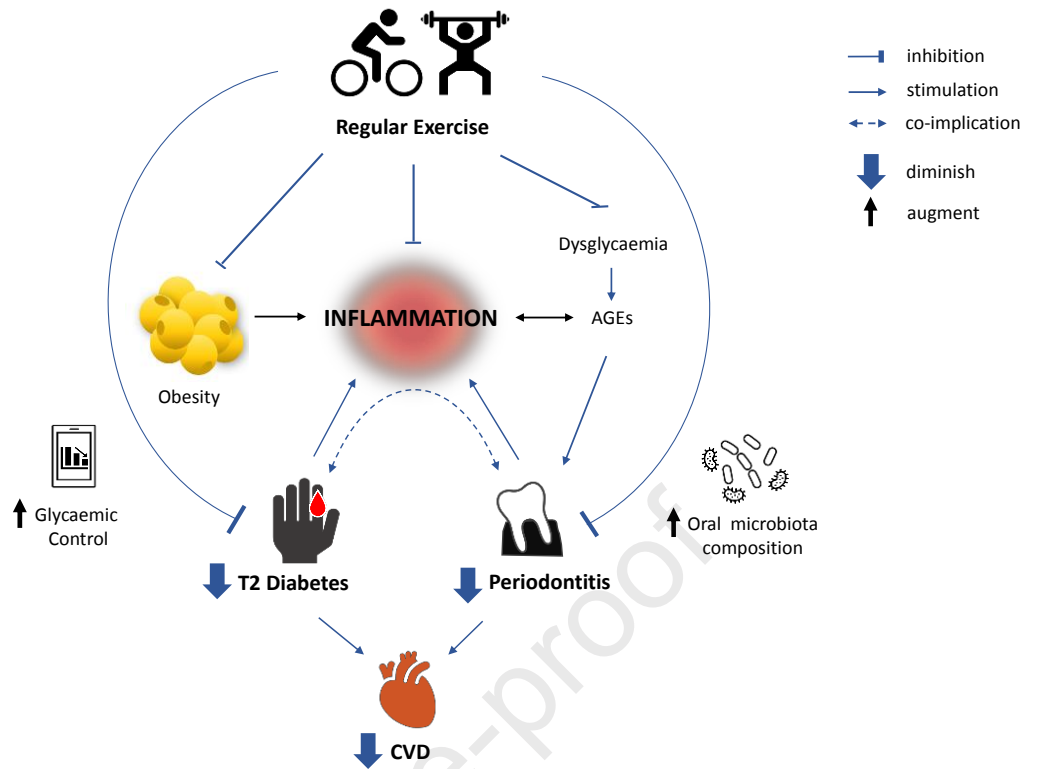 Regular Exercise
inhibition
stimulation
co-implication
diminish
augment
Dysglycaemia
INFLAMMATION
AGEs
Obesity
Glycaemic
Control
Oral microbiota
composition
T2 Diabetes
Periodontitis
CVD
e-proof